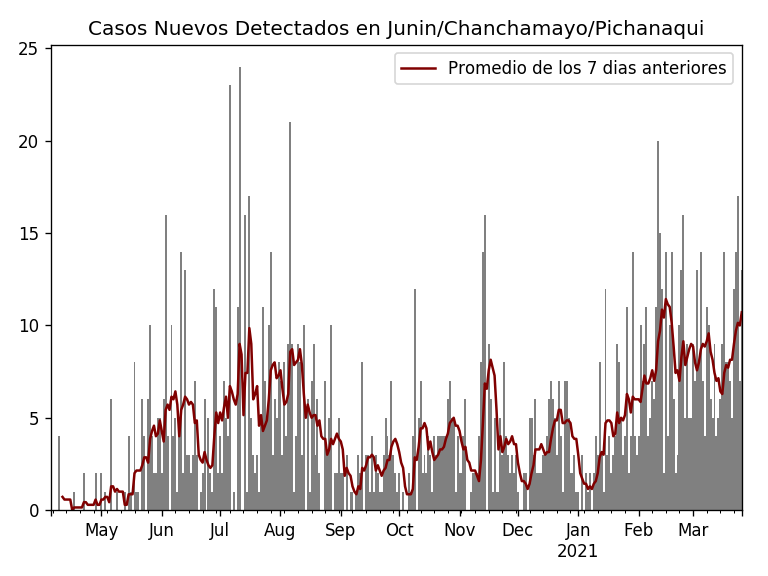 Casos Nuevos Detectados en Junin/Chanchamayo/Pichanaqui
Promedio de los 7 dias anteriores
25
20
15
10
5
0
May Jun Jul Aug Sep Oct Nov Dec Jan Feb Mar
2021